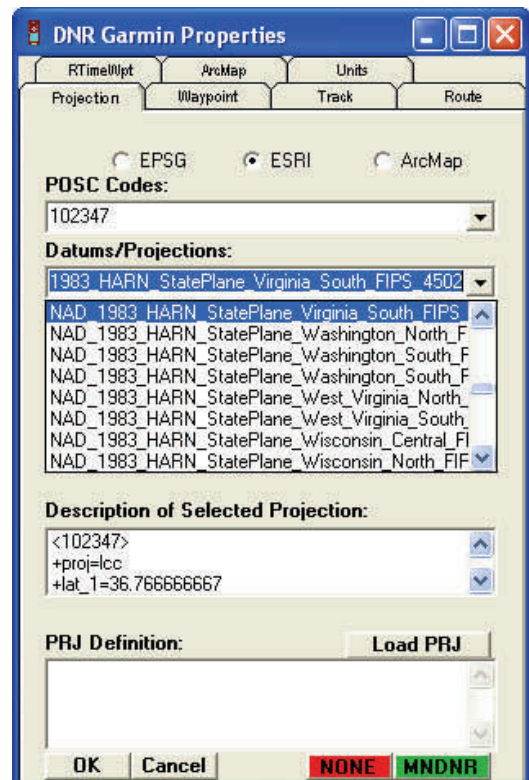 DNR Garmin Properties
RTimeWpt ArcMap Units
Projection Waypoint Track Route
EPSG ESRI ArcMap
POSC Codes:
102347
Datums/Projections:
1983_HARN_StatePlane_Virginia_South_FIPS_4502
NAD_1983_HARN_StatePlane_Virginia_South_FIPS_
NAD_1983_HARN_StatePlane_Washington_North_F
NAD_1983_HARN_StatePlane_Washington_South_F
NAD_1983_HARN_StatePlane_Washington_South_F
NAD_1983_HARN_StatePlane_West_Virginia_North_
NAD_1983_HARN_StatePlane_West_Virginia_South_
NAD_1983_HARN_StatePlane_Wisconsin_Central_FI
NAD_1983_HARN_StatePlane_Wisconsin_North_FIF
Description of Selected Projection:
<102347>
+proj=lcc
+lat_1=36.766666667
PRJ Definition: Load PRJ
OK Cancel NONE MNDNR